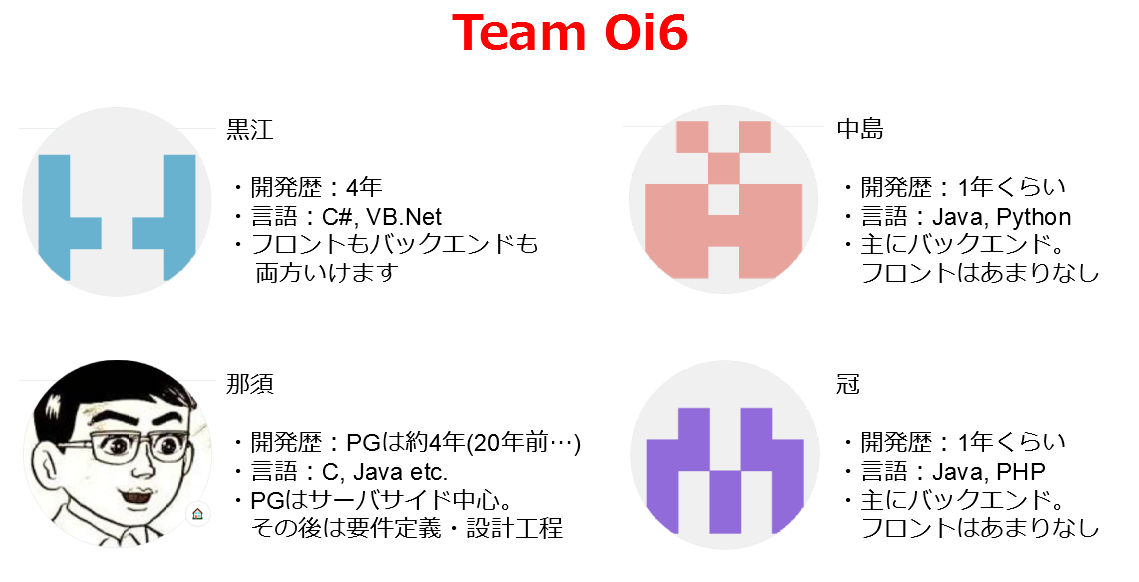 Team Oi6
黒江
・開発歴：4年
・言語：C#, VB.Net
・フロントもバックエンドも
両方いけます
中島
・開発歴：1年くらい
・言語：Java, Python
・主にバックエンド。
フロントはあまりなし
那須
・開発歴：PGは約4年(20年前…)
・言語：C, Java etc.
・PGはサーバサイド中心。
その後は要件定義・設計工程
冠
・開発歴：1年くらい
・言語：Java, PHP
・主にバックエンド。
フロントはあまりなし